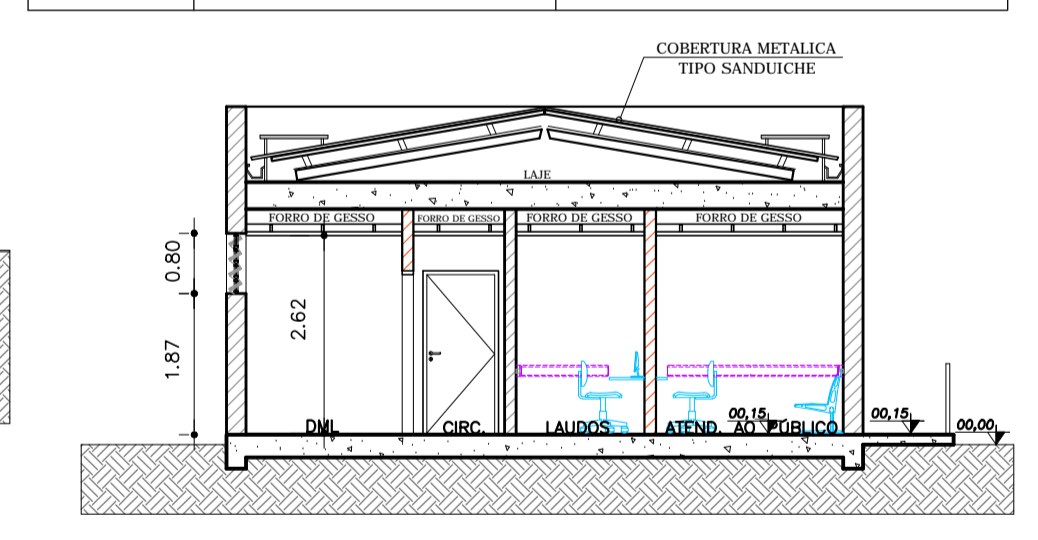 COBERTURA METALICA
TIPO SANDUICHE
LAJE
FORRO DE GESSO
FORRO DE GESSO
FORRO DE GESSO
FORRO DE GESSO
0.80
2.62
1.87
DML
CIRC.
LAUDOS
ATEND. AO PÚBLICO
00,15
00,15
00,00